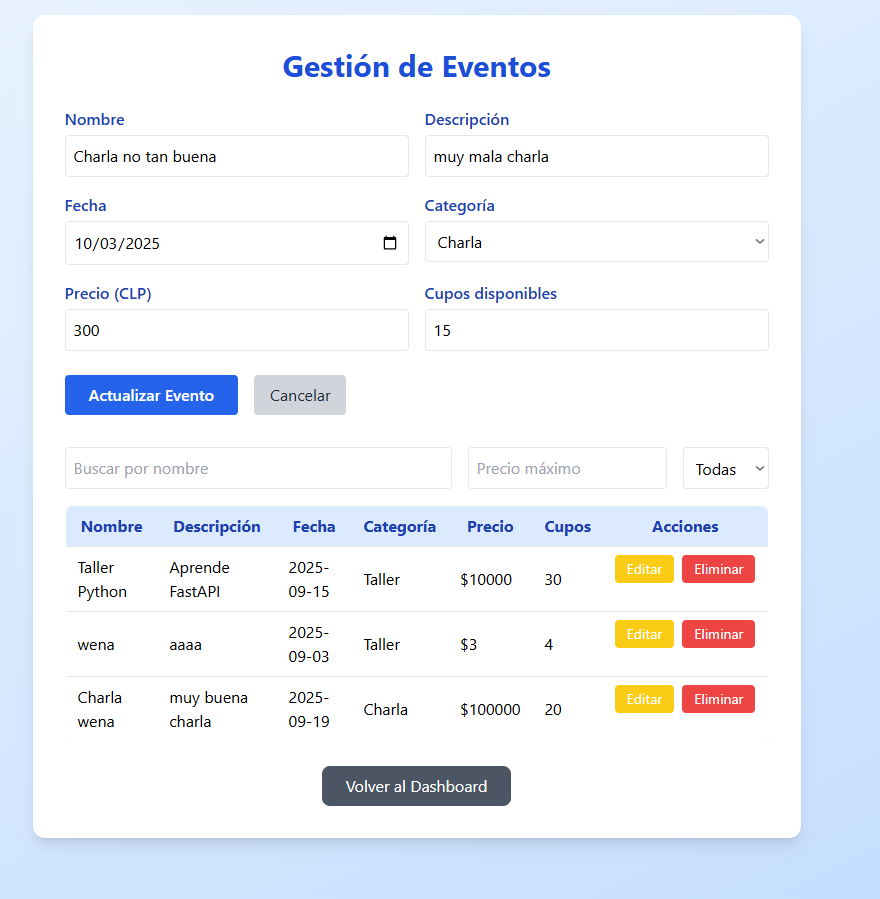 Gestión de Eventos
Nombre Descripción
Charla no tan buena muy mala charla
Fecha Categoría
10/03/2025 Charla
Precio (CLP) Cupos disponibles
300 15
Actualizar Evento Cancelar
Buscar por nombre Precio máximo Todas
Nombre Descripción Fecha Categoría Precio Cupos Acciones
Taller Python Aprende FastAPI 2025-09-15 Taller $10000 30 Editar Eliminar
wena aaaa 2025-09-03 Taller $3 4 Editar Eliminar
Charla wena muy buena charla 2025-09-19 Charla $100000 20 Editar Eliminar
Volver al Dashboard